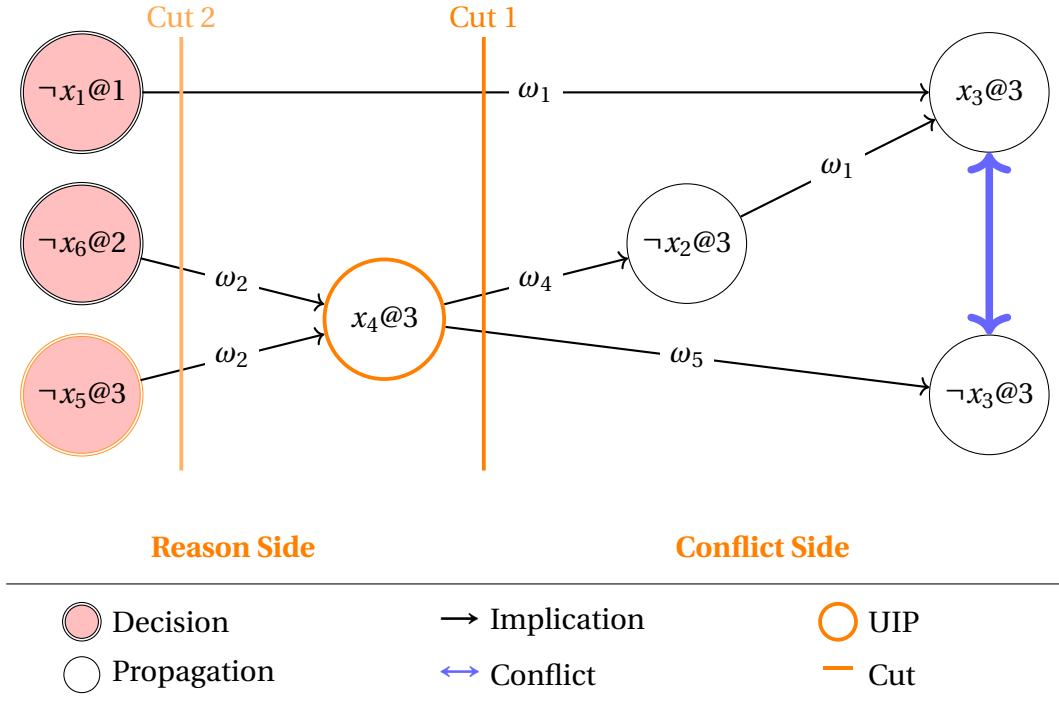 Cut 2
Cut 1
¬x₁@1
ω₁
x₃@3
ω₁
¬x₆@2
ω₂
ω₄
¬x₂@3
x₄@3
ω₂
ω₅
¬x₅@3
¬x₃@3
Reason Side
Conflict Side
Decision
Implication
UIP
Propagation
Conflict
Cut